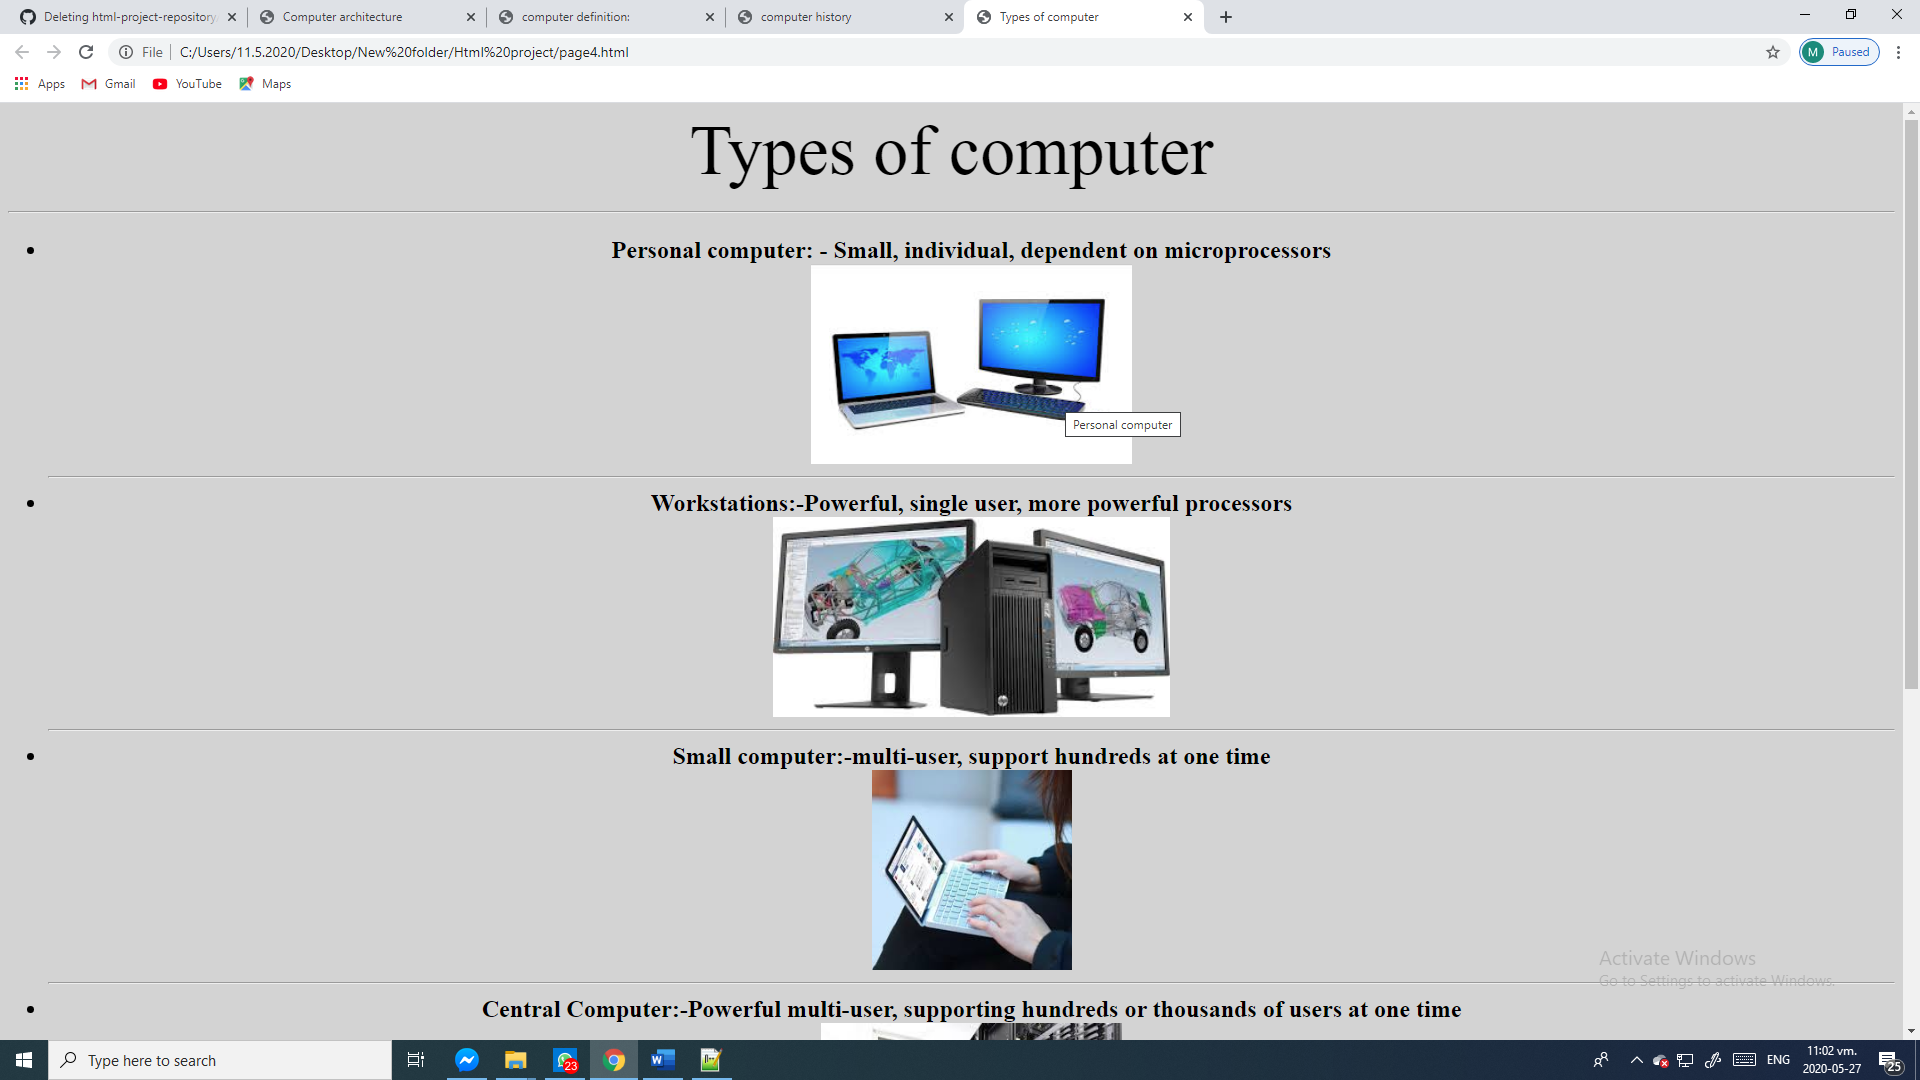 Deleting html-project-repository
Computer architecture
computer definition:
computer history
Types of computer
File
C:/Users/11.5.2020/Desktop/New%20folder/Html%20project/page4.html
M Paused
Apps
Gmail
YouTube
Maps
Types of computer
Personal computer: - Small, individual, dependent on microprocessors
Personal computer
Workstations:-Powerful, single user, more powerful processors
Small computer:-multi-user, support hundreds at one time
Central Computer:-Powerful multi-user, supporting hundreds or thousands of users at one time
Activate Windows
Go to Settings to activate Windows.
Type here to search
23
ENG
11:02 vm.
2020-05-27
25